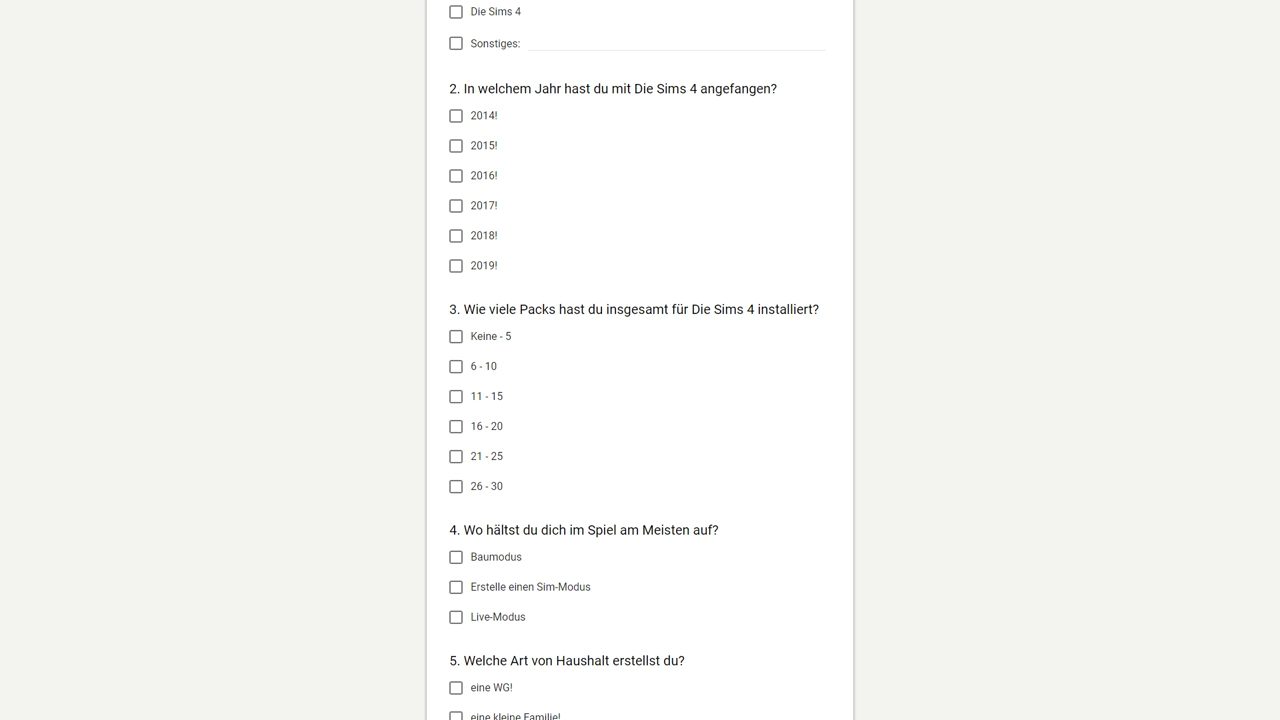 Die Sims 4
Sonstiges:
2. In welchem Jahr hast du mit Die Sims 4 angefangen?
2014!
2015!
2016!
2017!
2018!
2019!
3. Wie viele Packs hast du insgesamt für Die Sims 4 installiert?
Keine - 5
6 - 10
11 - 15
16 - 20
21 - 25
26 - 30
4. Wo hältst du dich im Spiel am Meisten auf?
Baumodus
Erstelle einen Sim-Modus
Live-Modus
5. Welche Art von Haushalt erstellst du?
eine WG!
eine kleine Familie!